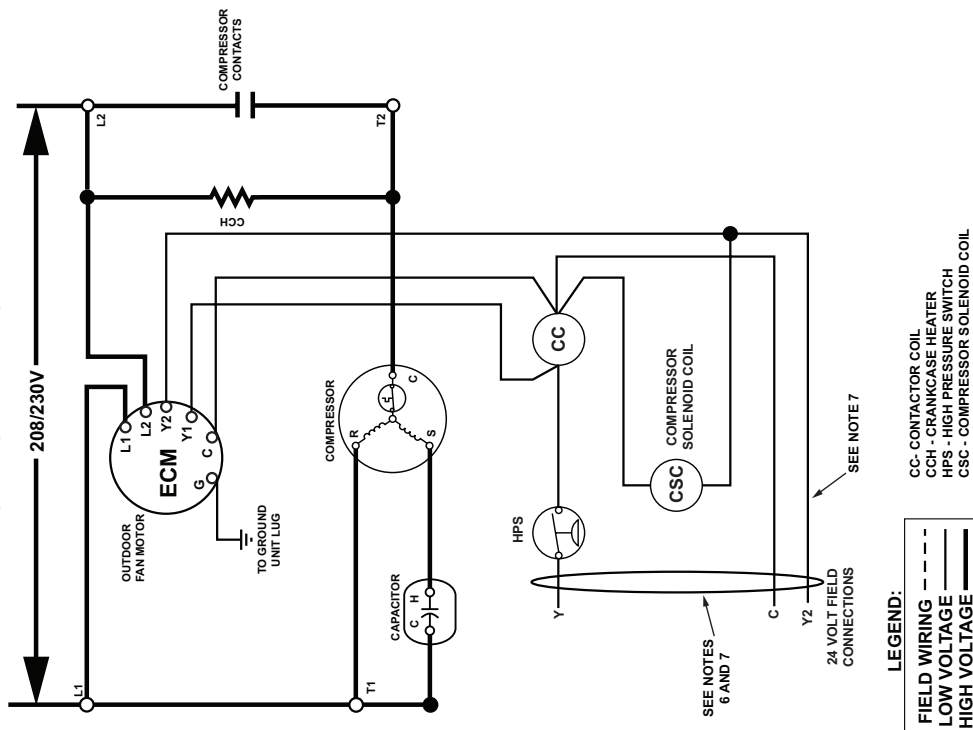 208/230V
L1
L2
COMPRESSOR
CONTACTS
T2
CCH
L1
L2
Y2
Y1
C
G
ECM
OUTDOOR
FAN MOTOR
TO GROUND
UNIT LUG
COMPRESSOR
R
C
S
CAPACITOR
C
H
T1
CC
COMPRESSOR
SOLENOID COIL
CSC
HPS
Y
C
Y2
24 VOLT FIELD
CONNECTIONS
SEE NOTES
6 AND 7
SEE NOTE 7
LEGEND:
FIELD WIRING
LOW VOLTAGE
HIGH VOLTAGE
CC- CONTACTOR COIL
CCH - CRANKCASE HEATER
HPS - HIGH PRESSURE SWITCH
CSC - COMPRESSOR SOLENOID COIL